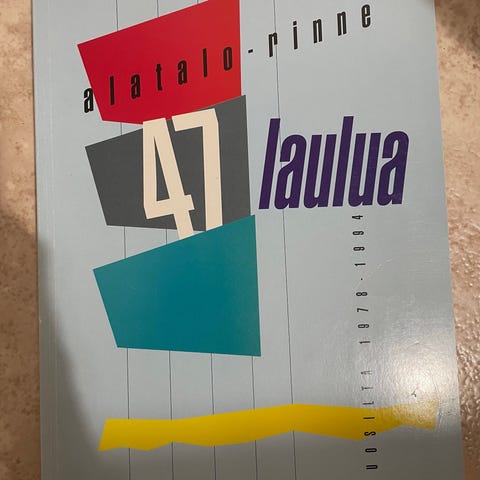 alatalo-rinne
47
laulua
VUOSILTA 1978-1994